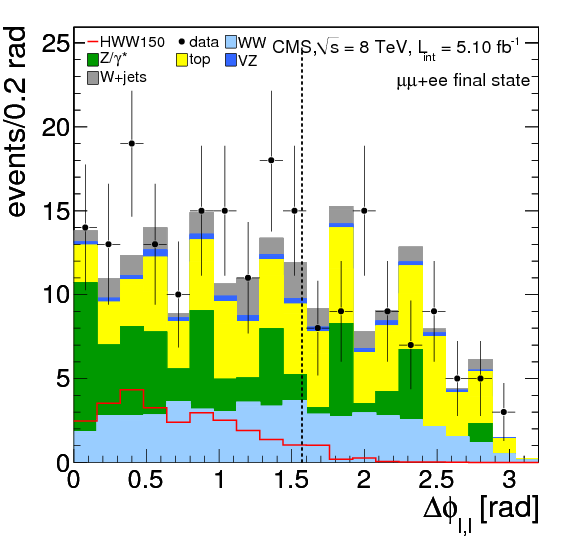 HWW150 data WW CMS,√s = 8 TeV, L_int = 5.10 fb⁻¹
Z/γ* top VZ
W+jets μμ+ee final state
events/0.2 rad
25
20
15
10
5
0
0 0.5 1 1.5 2 2.5 3
Δϕ_l,l [rad]